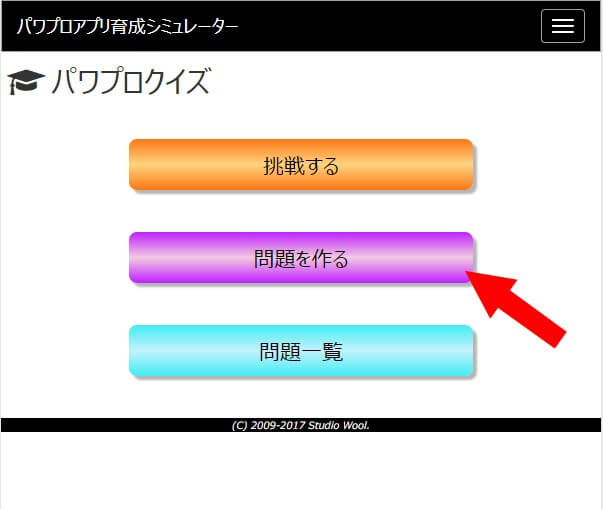 パワプロアプリ育成シミュレーター
パワプロクイズ
挑戦する
問題を作る
問題一覧
(C) 2009-2017 Studio Wool.